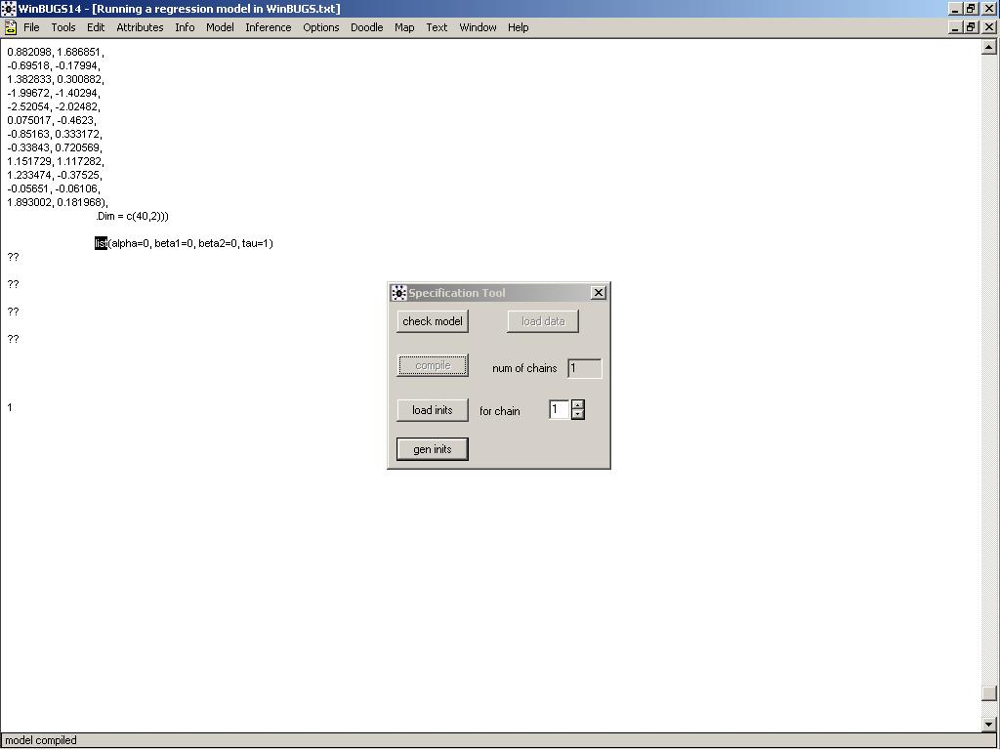 WinBUGS14 - [Running a regression model in WinBUGS.txt]
File Tools Edit Attributes Info Model Inference Options Doodle Map Text Window Help
0.882098, 1.686851,
-0.69518, -0.17994,
1.382833, 0.300882,
-1.99672, -1.40294,
-2.52054, -2.02482,
0.075017, -0.4623,
-0.85163, 0.333172,
-0.33843, 0.720569,
1.151729, 1.117282,
1.233474, -0.37525,
-0.05651, -0.06106,
1.893002, 0.181968),
.Dim = c(40,2)))
list(alpha=0, beta1=0, beta2=0, tau=1)
??
??
??
??
1
Specification Tool
check model load data
compile num of chains 1
load inits for chain 1
gen inits
model compiled